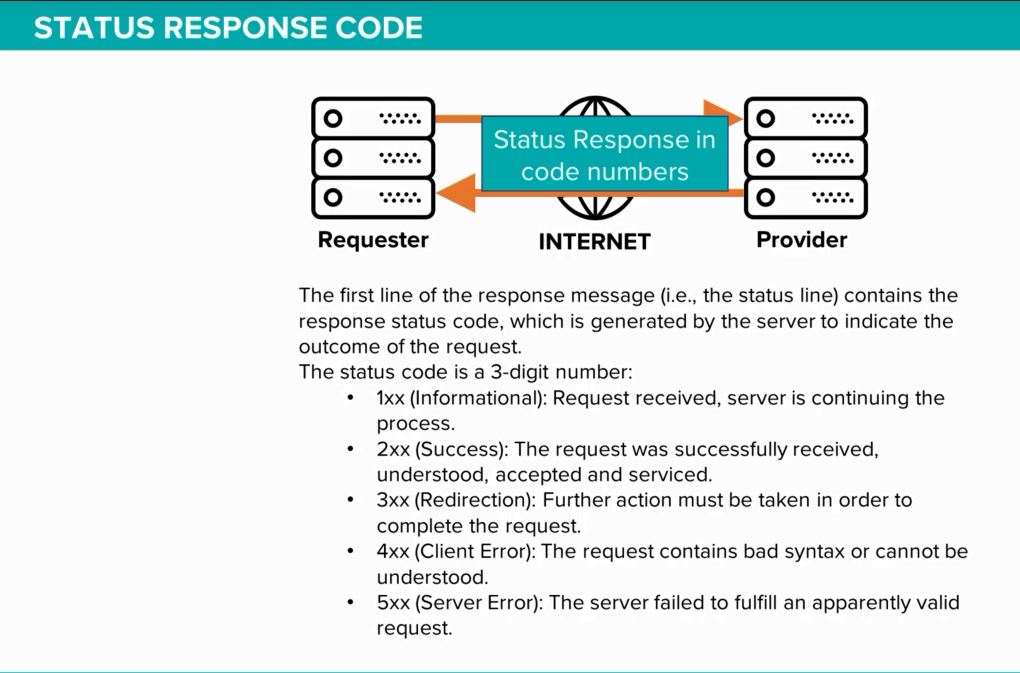 STATUS RESPONSE CODE
Status Response in
code numbers
Requester
INTERNET
Provider
The first line of the response message (i.e., the status line) contains the
response status code, which is generated by the server to indicate the
outcome of the request.
The status code is a 3-digit number:
• 1xx (Informational): Request received, server is continuing the
process.
• 2xx (Success): The request was successfully received,
understood, accepted and serviced.
• 3xx (Redirection): Further action must be taken in order to
complete the request.
• 4xx (Client Error): The request contains bad syntax or cannot be
understood.
• 5xx (Server Error): The server failed to fulfill an apparently valid
request.